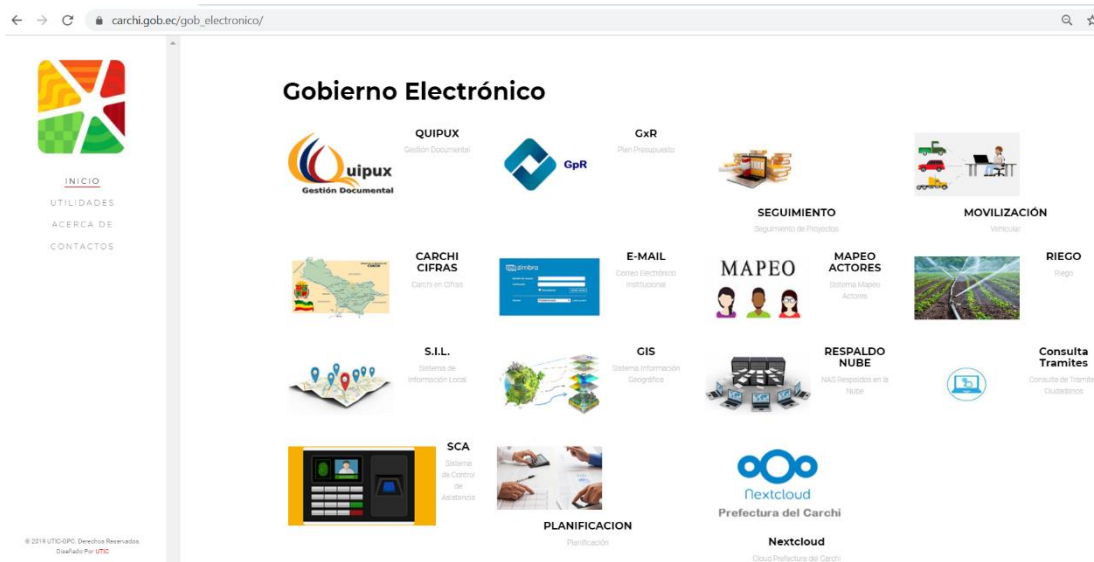 carchi.gob.ec/gob_electronico/
INICIO
UTILIDADES
ACERCA DE
CONTACTOS
© 2019 UTIC-GPC. Derechos Reservados
Diseñado Por UTIC
Gobierno Electrónico
Quipux
Gestión Documental
QUIPUX
Gestión Documental
GpR
GxR
Plan Presupuesto
SEGUIMIENTO
Seguimiento de Proyectos
MOVILIZACIÓN
Vehicular
CARCHI
CIFRAS
Carchi en Cifras
zimbra
E-MAIL
Correo Electrónico
Institucional
MAPEO
MAPEO
ACTORES
Sistema Mapeo
Actores
RIEGO
Riego
S.I.L.
Sistema de
Información Local
GIS
Sistema Información
Geográfica
RESPALDO
NUBE
NAS Respaldos en la
Nube
Consulta
Tramites
Consulta de Tramite
Ciudadanos
SCA
Sistema
de Control
de
Asistencia
PLANIFICACION
Planificación
Nextcloud
Prefectura del Carchi
Nextcloud
Cloud Prefectura del Carchi